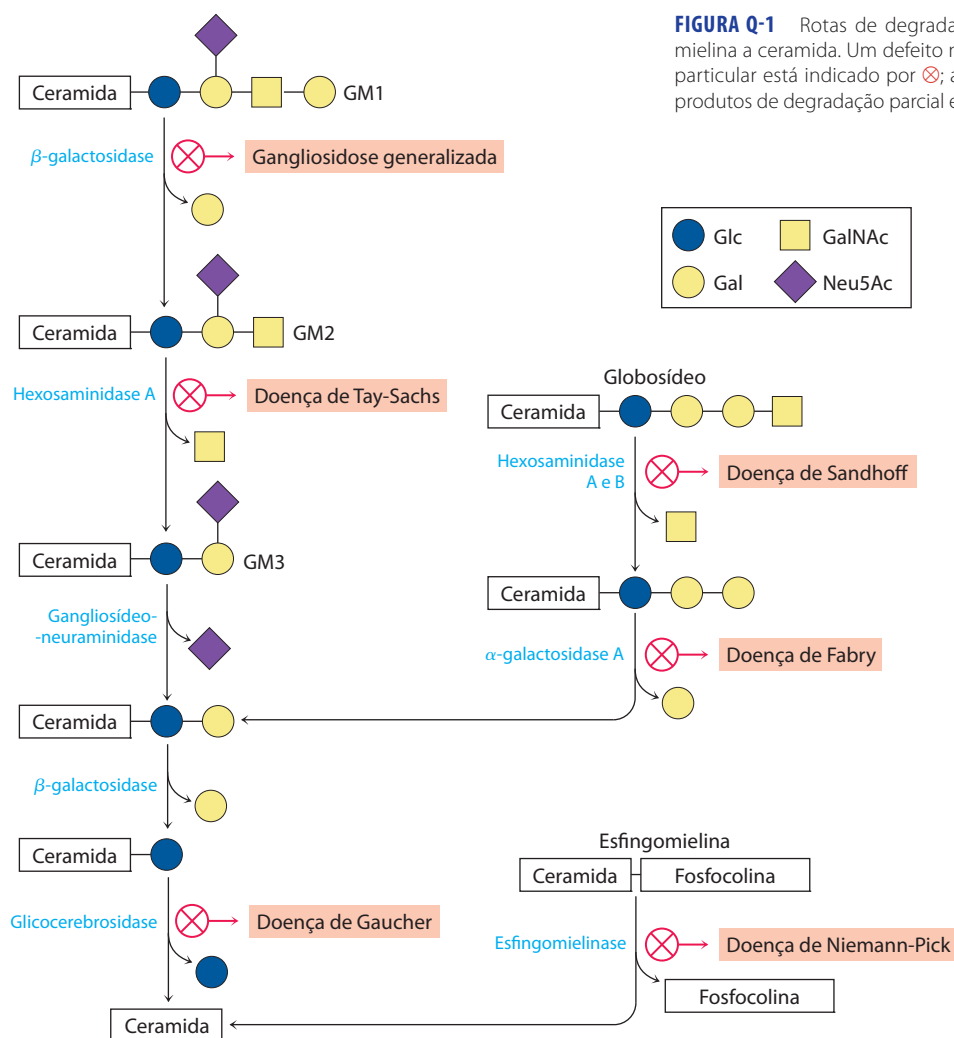 FIGURA Q-1 Rotas de degrada
mielina a ceramida. Um defeito
particular está indicado por ⊗;
produtos de degradação parcial
Ceramida
GM1
β-galactosidase
Gangliosidose generalizada
Glc
GalNAc
Gal
Neu5Ac
Ceramida
GM2
Hexosaminidase A
Doença de Tay-Sachs
Globosídeo
Ceramida
Hexosaminidase
A e B
Doença de Sandhoff
Ceramida
GM3
Gangliosídeo-
-neuraminidase
Ceramida
α-galactosidase A
Doença de Fabry
Ceramida
β-galactosidase
Ceramida
Glicocerebrosidase
Doença de Gaucher
Esfingomielina
Ceramida
Fosfocolina
Esfingomielinase
Doença de Niemann-Pick
Fosfocolina
Ceramida